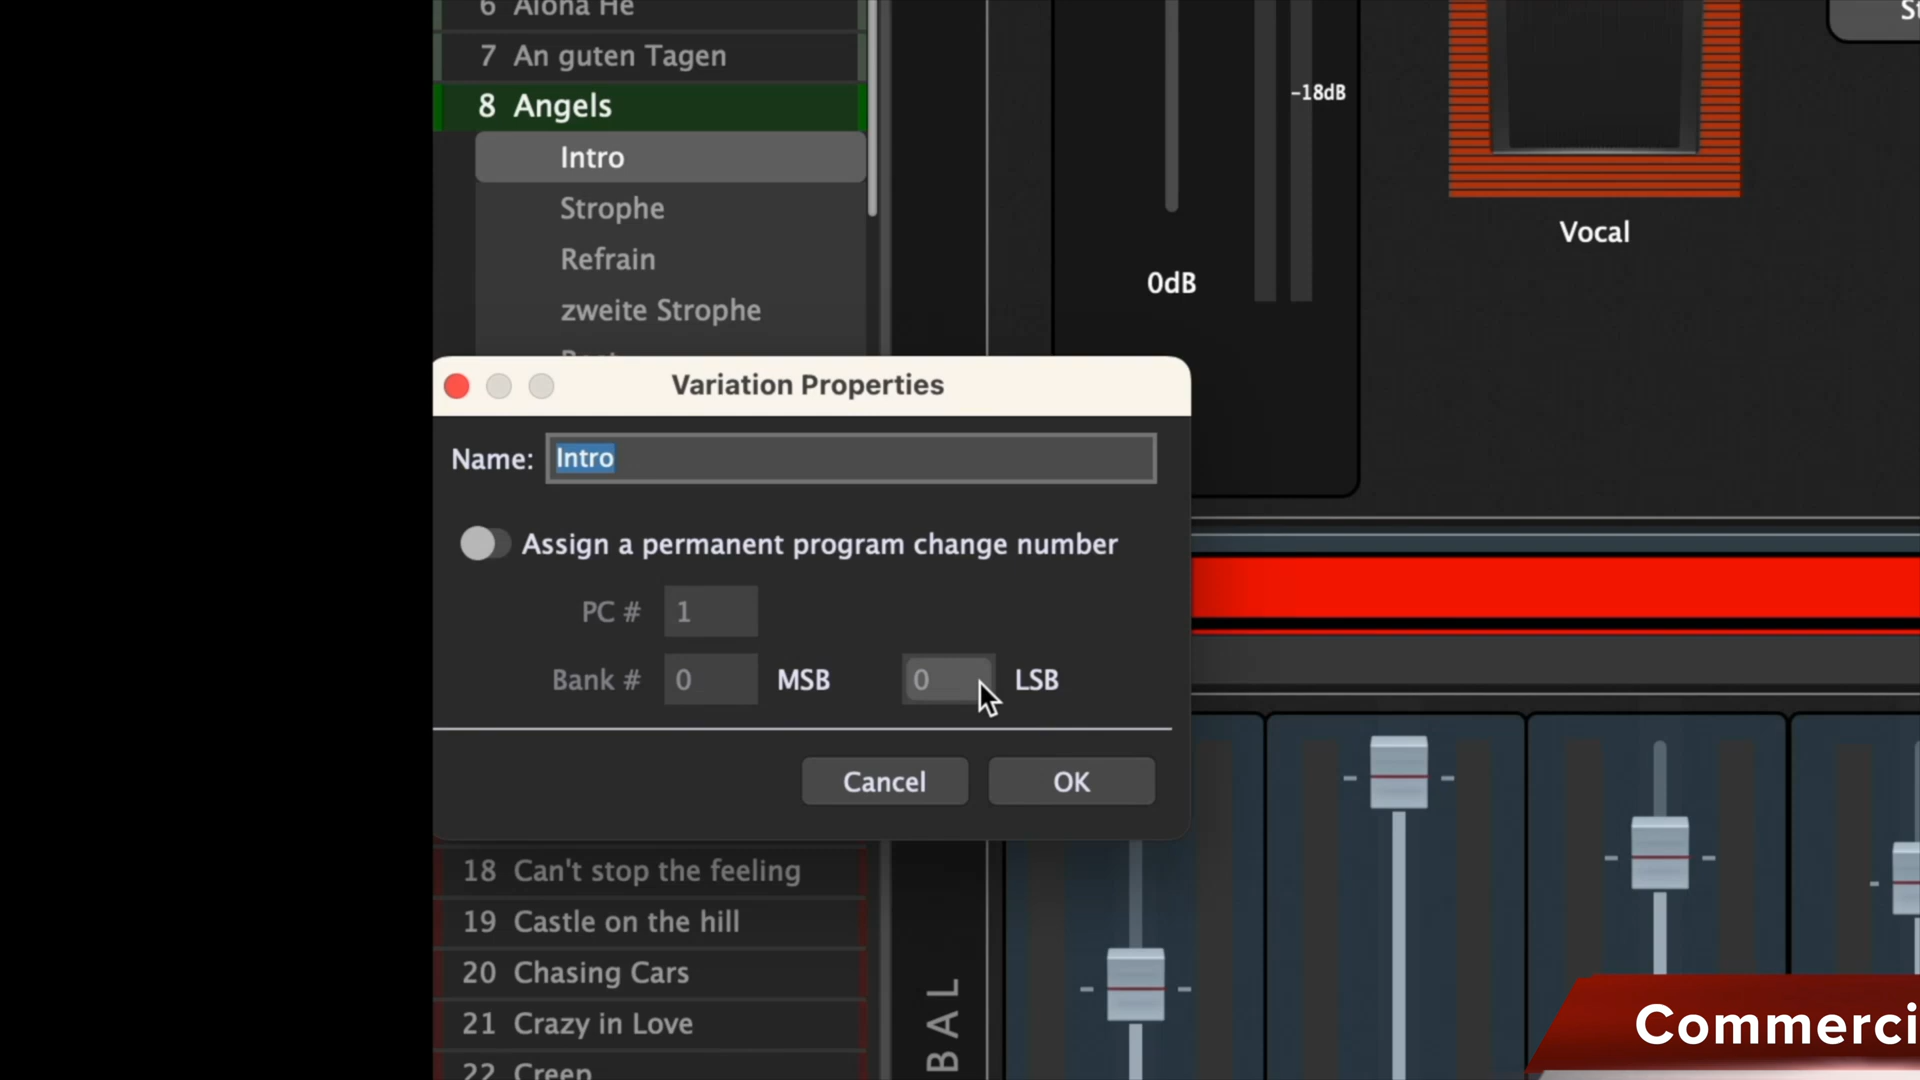 6 Aloha He
7 An guten Tagen
8 Angels
Intro
Strophe
Refrain
zweite Strophe
-18dB
0dB
Vocal
St
Variation Properties
Name: Intro
Assign a permanent program change number
PC # 1
Bank # 0 MSB 0 LSB
Cancel OK
18 Can't stop the feeling
19 Castle on the hill
20 Chasing Cars
21 Crazy in Love
22 Creep
BAL
Commerci